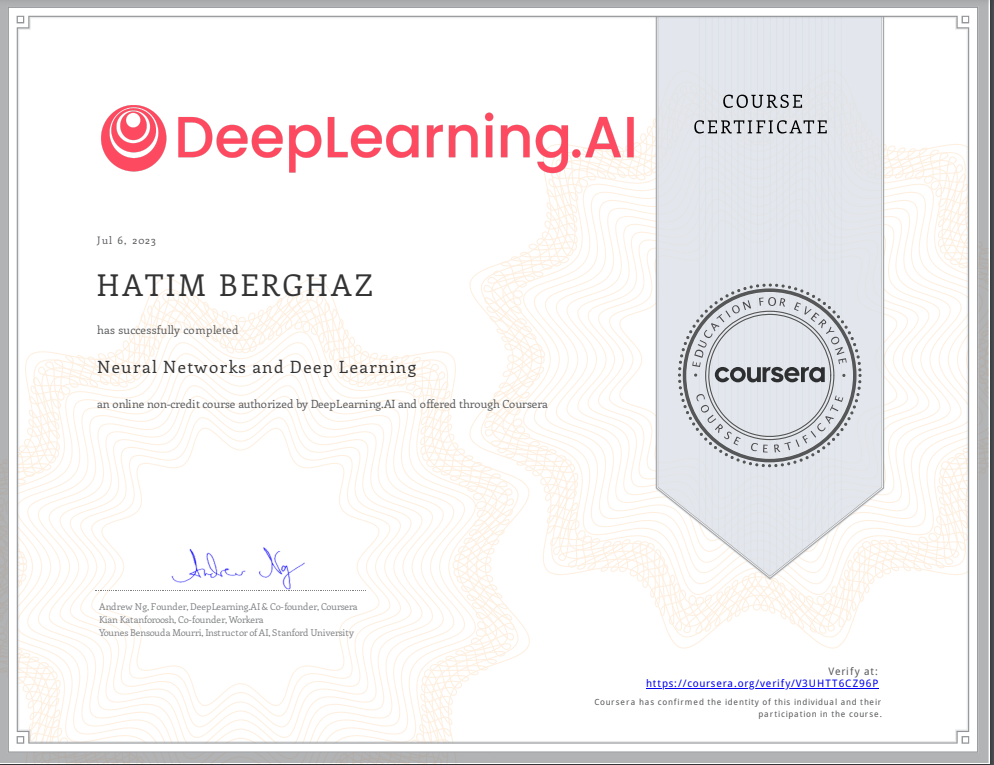 DeepLearning.AI
COURSE
CERTIFICATE
Jul 6, 2023
HATIM BERGHAZ
has successfully completed
Neural Networks and Deep Learning
an online non-credit course authorized by DeepLearning.AI and offered through Coursera
EDUCATION FOR EVERYONE
coursera
COURSE CERTIFICATE
Andrew Ng
Andrew Ng, Founder, DeepLearning.AI & Co-founder, Coursera
Kian Katanforoosh, Co-founder, Workera
Younes Bensouda Mourri, Instructor of AI, Stanford University
Verify at:
https://coursera.org/verify/V3UHTT6CZ96P
Coursera has confirmed the identity of this individual and their
participation in the course.